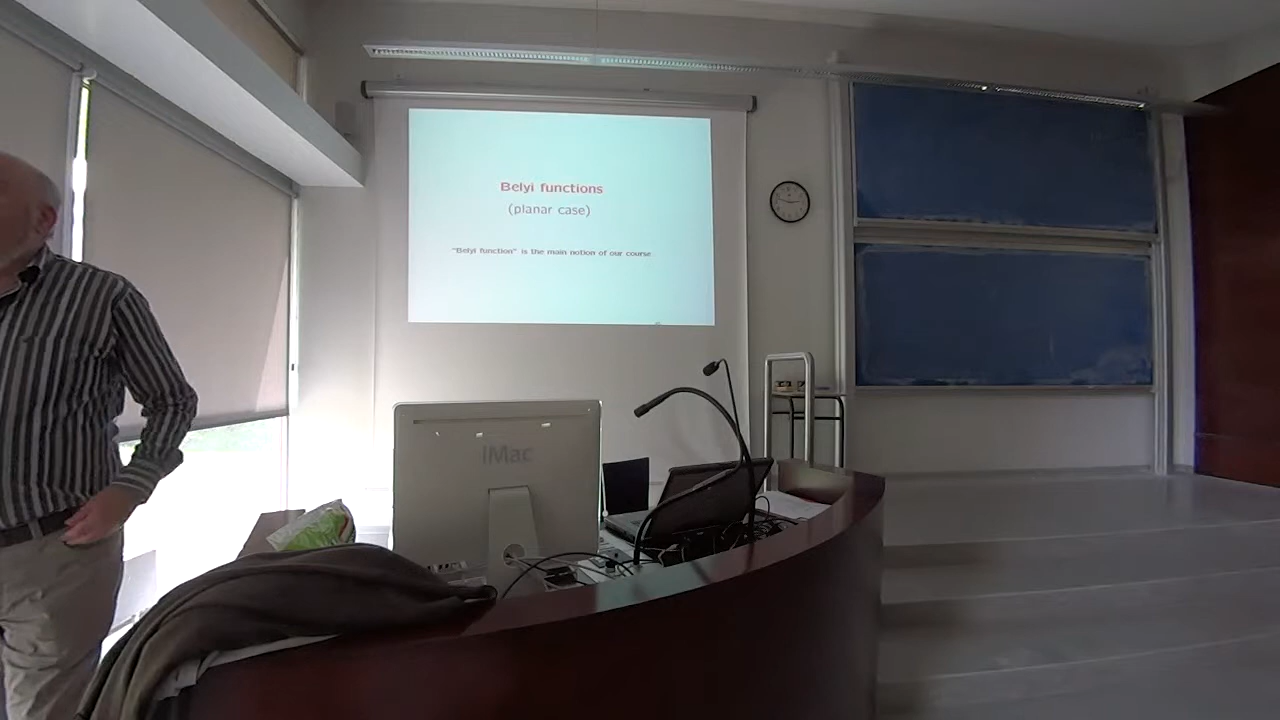 Belyi functions
(planar case)
"Belyi function" is the main notion of our course
iMac